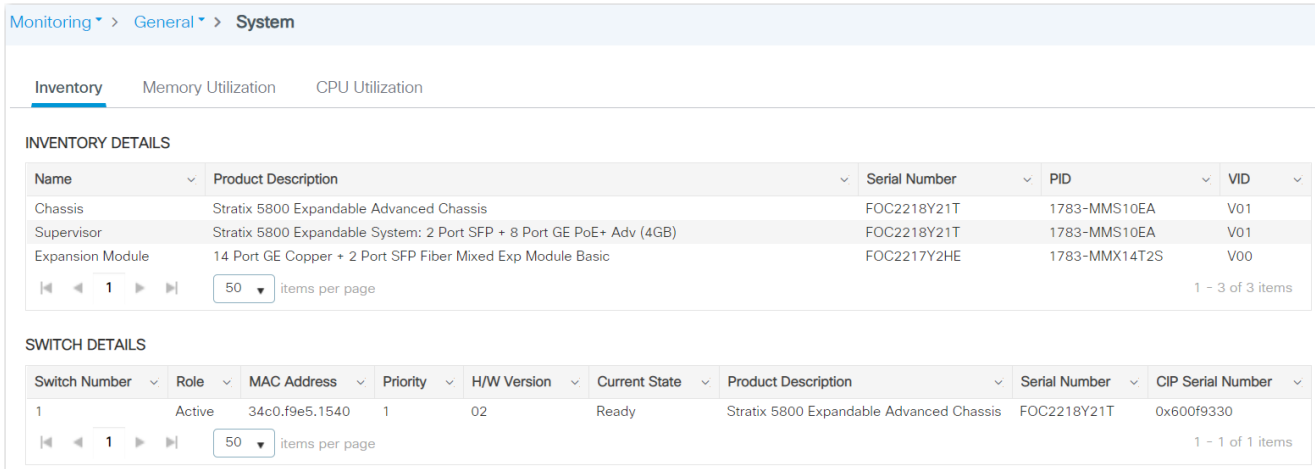 Monitoring > General > System
Inventory Memory Utilization CPU Utilization
INVENTORY DETAILS
Name Product Description Serial Number PID VID
Chassis Stratix 5800 Expandable Advanced Chassis FOC2218Y21T 1783-MMS10EA V01
Supervisor Stratix 5800 Expandable System: 2 Port SFP + 8 Port GE PoE+ Adv (4GB) FOC2218Y21T 1783-MMS10EA V01
Expansion Module 14 Port GE Copper + 2 Port SFP Fiber Mixed Exp Module Basic FOC2217Y2HE 1783-MMX14T2S V00
1 50 items per page 1 - 3 of 3 items
SWITCH DETAILS
Switch Number Role MAC Address Priority H/W Version Current State Product Description Serial Number CIP Serial Number
1 Active 34c0.f9e5.1540 1 02 Ready Stratix 5800 Expandable Advanced Chassis FOC2218Y21T 0x600f9330
1 50 items per page 1 - 1 of 1 items